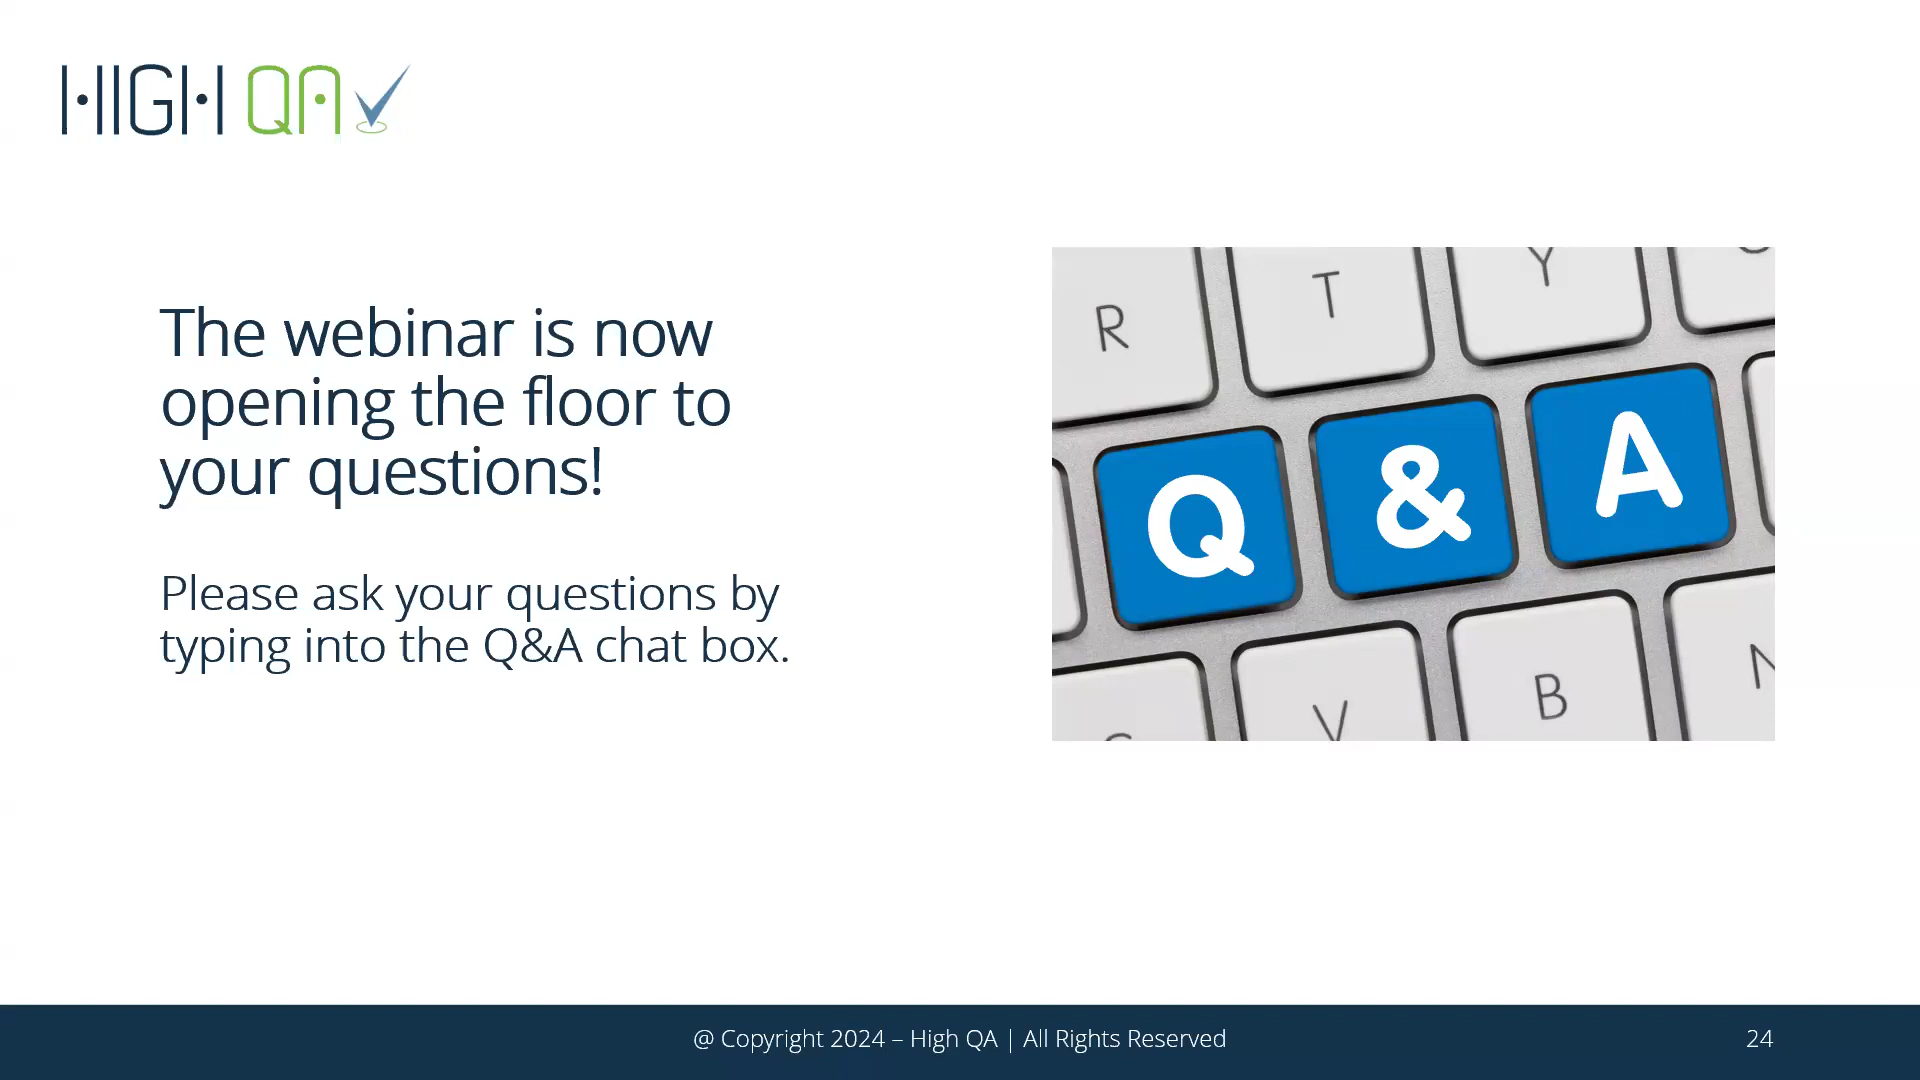 HIGH QA
The webinar is now
opening the floor to
your questions!
Please ask your questions by
typing into the Q&A chat box.
R
T
Y
Q
&
A
V
B
N
@ Copyright 2024 – High QA | All Rights Reserved
24